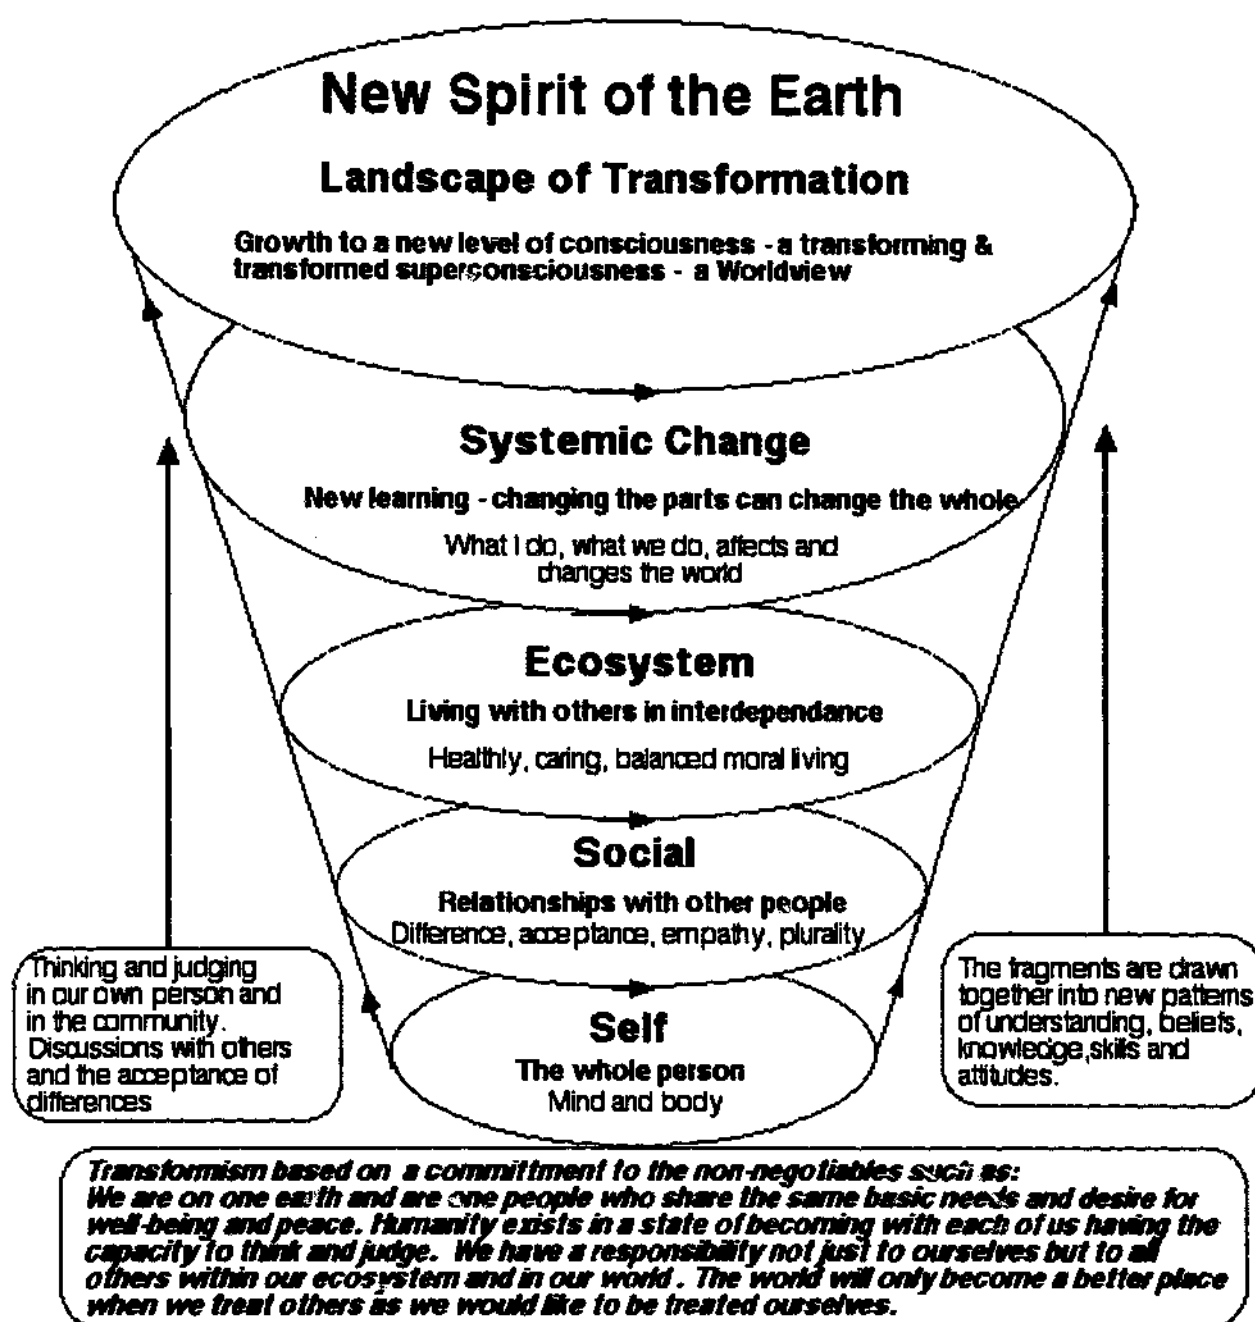 New Spirit of the Earth
Landscape of Transformation
Growth to a new level of consciousness - a transforming &
transformed superconsciousness - a Worldview
Systemic Change
New learning - changing the parts can change the whole
What I do, what we do, affects and
changes the world
Ecosystem
Living with others in interdependance
Healthly, caring, balanced moral living
Social
Relationships with other people
Difference, acceptance, empathy, plurality
Self
The whole person
Mind and body
Thinking and judging
in our own person and
in the community.
Discussions with others
and the acceptance of
differences
The fragments are drawn
together into new patterns
of understanding, beliefs,
knowledge,skills and
attitudes.
Transformism based on a committment to the non-negotiables such as:
We are on one earth and are one people who share the same basic needs and desire for
well-being and peace. Humanity exists in a state of becoming with each of us having the
capacity to think and judge. We have a responsibility not just to ourselves but to all
others within our ecosystem and in our world. The world will only become a better place
when we treat others as we would like to be treated ourselves.